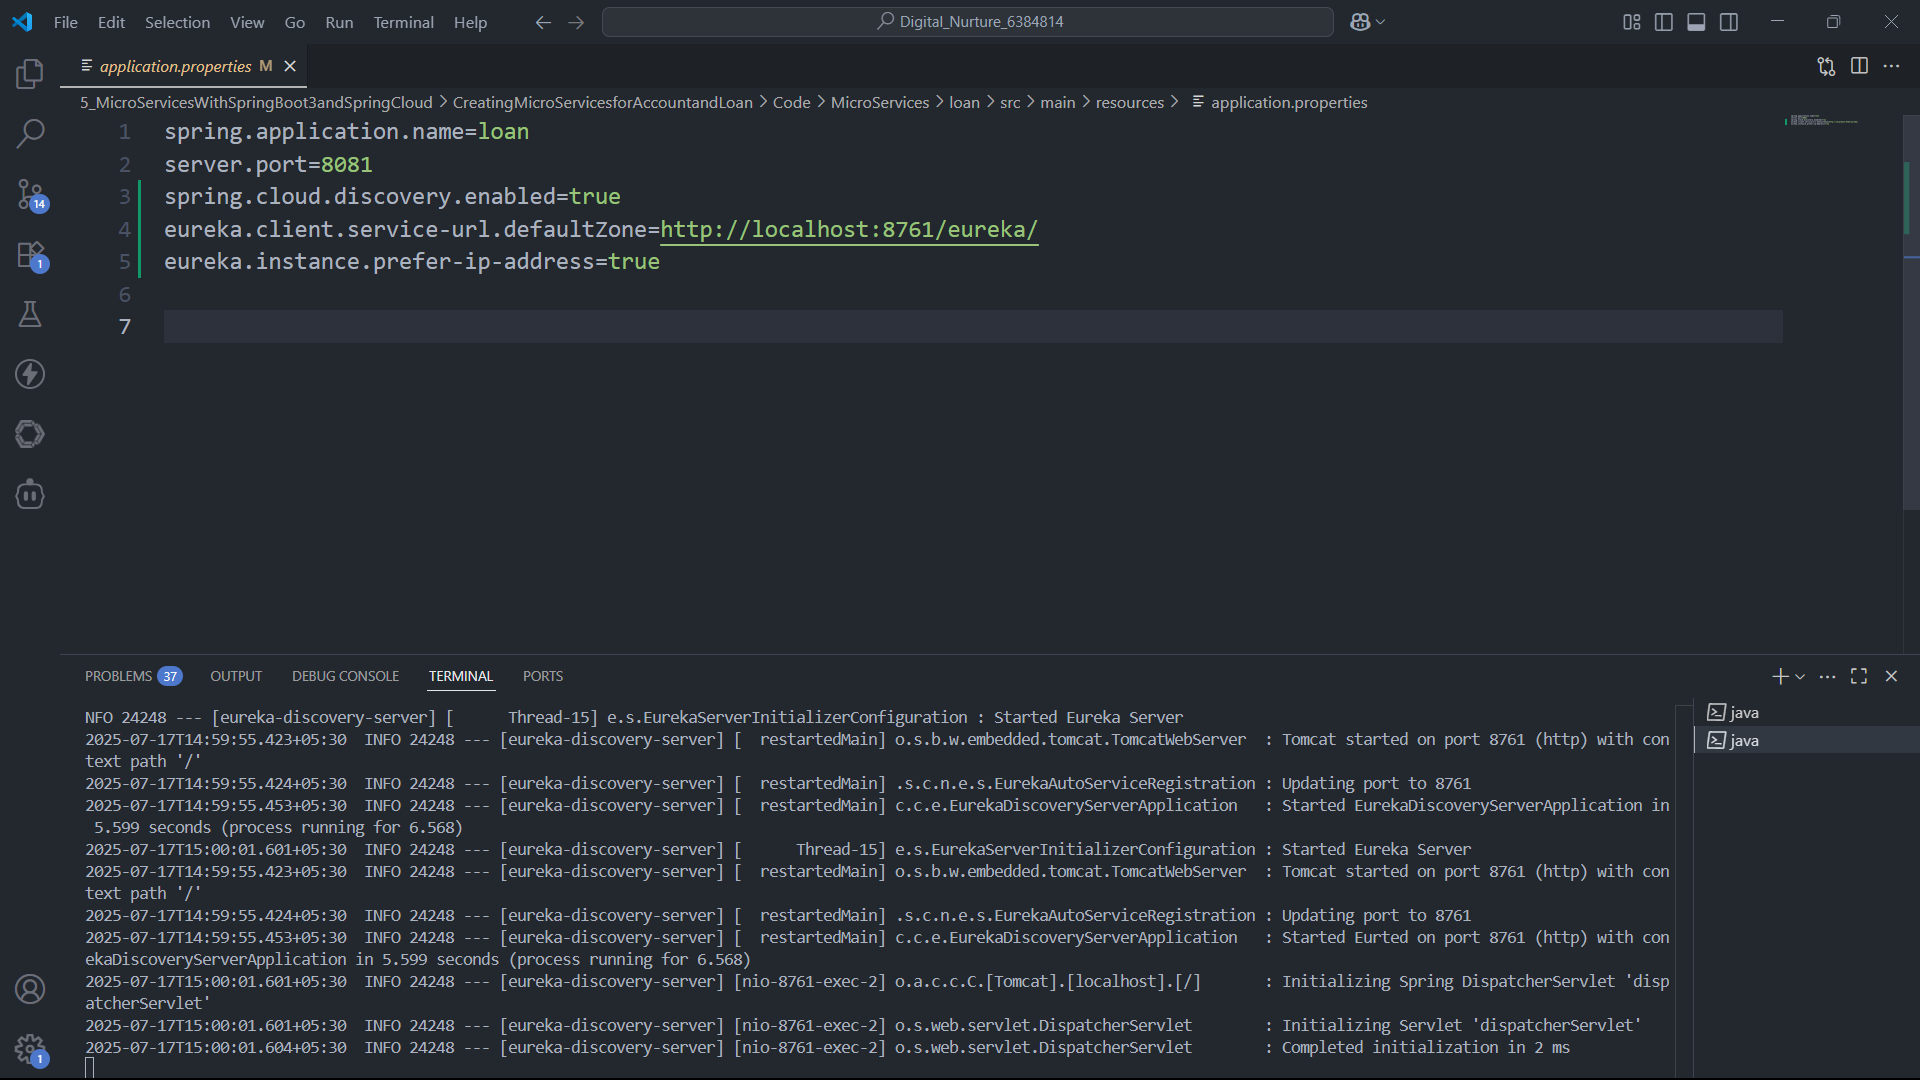 File Edit Selection View Go Run Terminal Help
Digital_Nurture_6384814
application.properties M
5_MicroServicesWithSpringBoot3andSpringCloud > CreatingMicroServicesforAccountandLoan > Code > MicroServices > loan > src > main > resources > application.properties
1 spring.application.name=loan
2 server.port=8081
3 spring.cloud.discovery.enabled=true
4 eureka.client.service-url.defaultZone=http://localhost:8761/eureka/
5 eureka.instance.prefer-ip-address=true
6
7
14
1
PROBLEMS 37 OUTPUT DEBUG CONSOLE TERMINAL PORTS
NFO 24248 --- [eureka-discovery-server] [      Thread-15] e.s.EurekaServerInitializerConfiguration : Started Eureka Server
2025-07-17T14:59:55.423+05:30  INFO 24248 --- [eureka-discovery-server] [  restartedMain] o.s.b.w.embedded.tomcat.TomcatWebServer  : Tomcat started on port 8761 (http) with con
text path '/'
2025-07-17T14:59:55.424+05:30  INFO 24248 --- [eureka-discovery-server] [  restartedMain] .s.c.n.e.s.EurekaAutoServiceRegistration : Updating port to 8761
2025-07-17T14:59:55.453+05:30  INFO 24248 --- [eureka-discovery-server] [  restartedMain] c.c.e.EurekaDiscoveryServerApplication   : Started EurekaDiscoveryServerApplication in
 5.599 seconds (process running for 6.568)
2025-07-17T15:00:01.601+05:30  INFO 24248 --- [eureka-discovery-server] [      Thread-15] e.s.EurekaServerInitializerConfiguration : Started Eureka Server
2025-07-17T14:59:55.423+05:30  INFO 24248 --- [eureka-discovery-server] [  restartedMain] o.s.b.w.embedded.tomcat.TomcatWebServer  : Tomcat started on port 8761 (http) with con
text path '/'
2025-07-17T14:59:55.424+05:30  INFO 24248 --- [eureka-discovery-server] [  restartedMain] .s.c.n.e.s.EurekaAutoServiceRegistration : Updating port to 8761
2025-07-17T14:59:55.453+05:30  INFO 24248 --- [eureka-discovery-server] [  restartedMain] c.c.e.EurekaDiscoveryServerApplication   : Started Eurted on port 8761 (http) with con
ekaDiscoveryServerApplication in 5.599 seconds (process running for 6.568)
2025-07-17T15:00:01.601+05:30  INFO 24248 --- [eureka-discovery-server] [nio-8761-exec-2] o.a.c.c.C.[Tomcat].[localhost].[/]       : Initializing Spring DispatcherServlet 'disp
atcherServlet'
2025-07-17T15:00:01.601+05:30  INFO 24248 --- [eureka-discovery-server] [nio-8761-exec-2] o.s.web.servlet.DispatcherServlet        : Initializing Servlet 'dispatcherServlet'
2025-07-17T15:00:01.604+05:30  INFO 24248 --- [eureka-discovery-server] [nio-8761-exec-2] o.s.web.servlet.DispatcherServlet        : Completed initialization in 2 ms
java
java
1